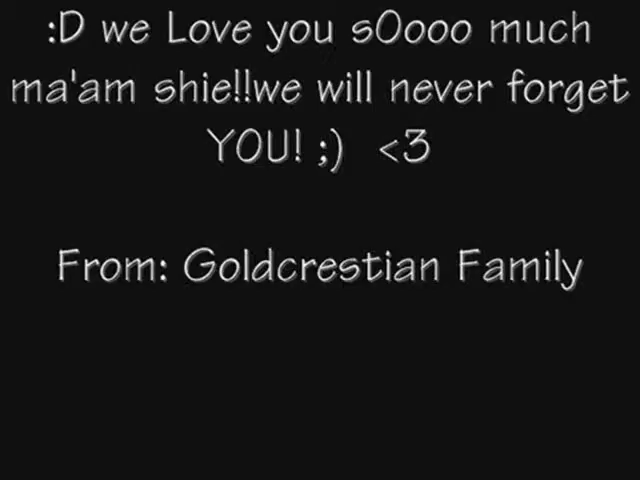 :D we Love you sOooo much
ma'am shie!!we will never forget
YOU! ;) <3
From: Goldcrestian Family